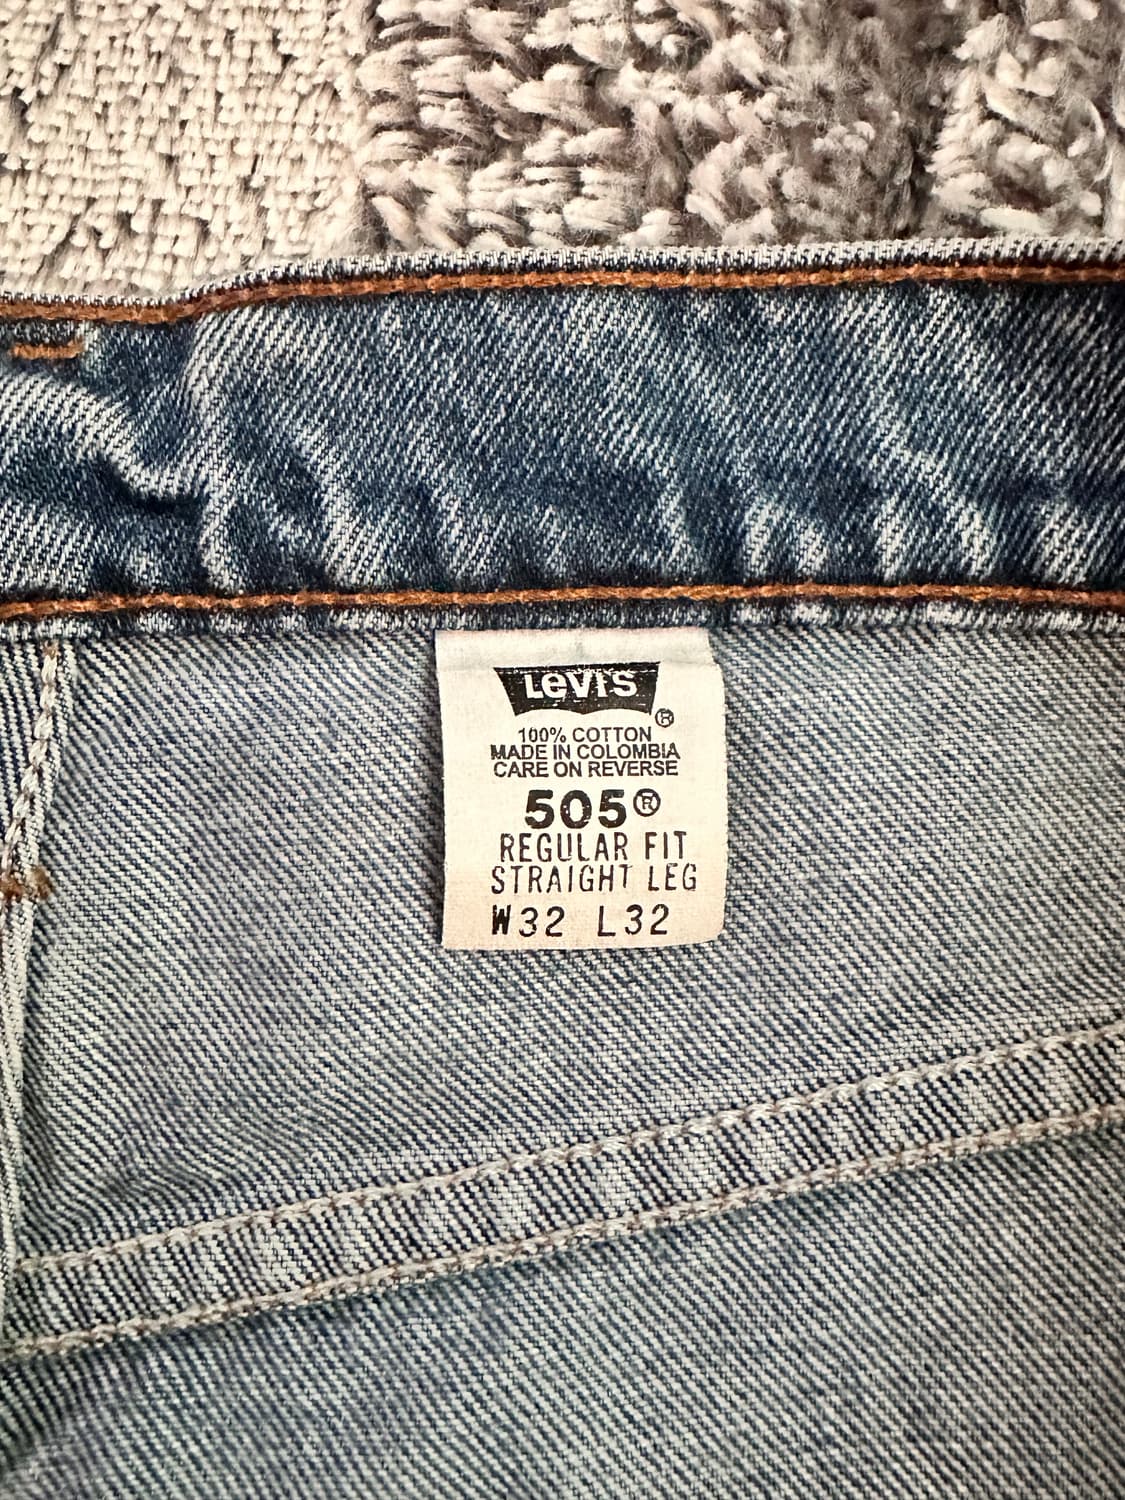 Levi's
®
100% COTTON
MADE IN COLOMBIA
CARE ON REVERSE
505®
REGULAR FIT
STRAIGHT LEG
W32 L32